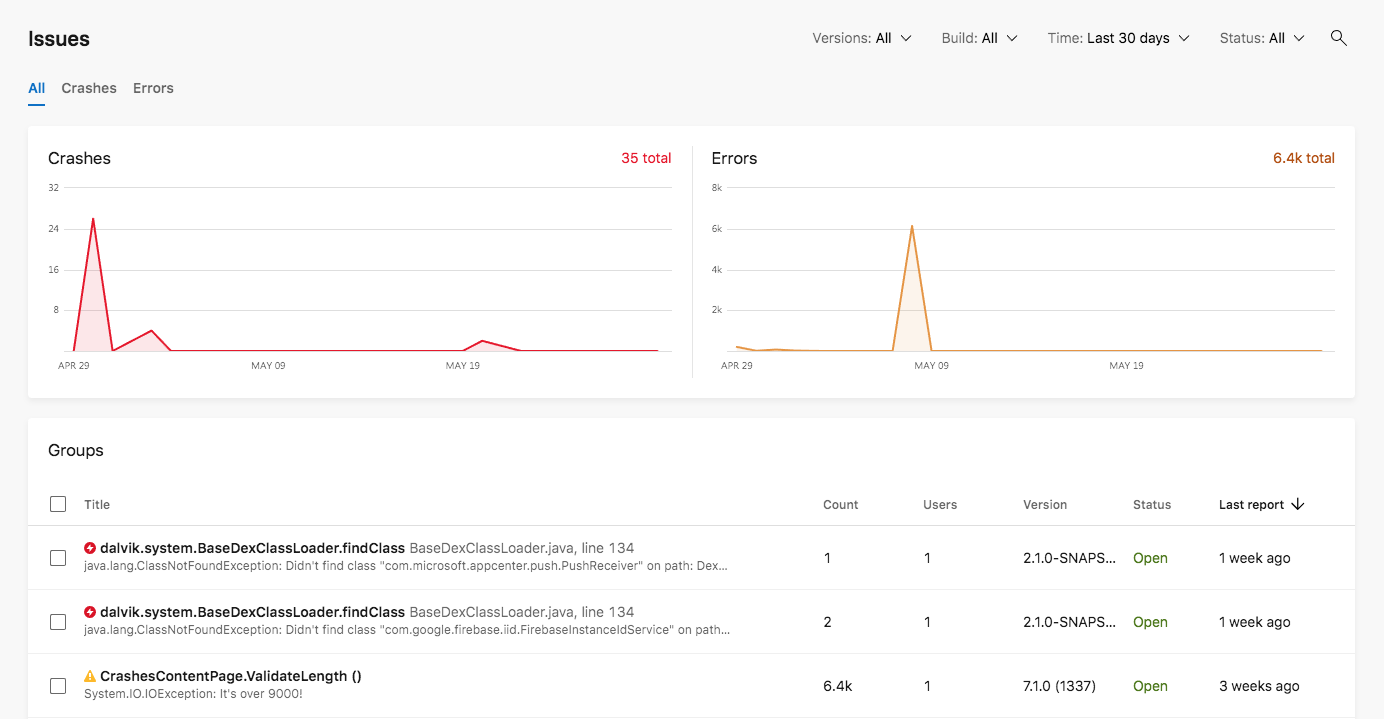 Issues
Versions: All
Build: All
Time: Last 30 days
Status: All
All
Crashes
Errors
Crashes
35 total
32
24
16
8
APR 29
MAY 09
MAY 19
Errors
6.4k total
8k
6k
4k
2k
APR 29
MAY 09
MAY 19
Groups
Title
Count
Users
Version
Status
Last report
dalvik.system.BaseDexClassLoader.findClass BaseDexClassLoader.java, line 134
java.lang.ClassNotFoundException: Didn't find class "com.microsoft.appcenter.push.PushReceiver" on path: Dex...
1
1
2.1.0-SNAPS...
Open
1 week ago
dalvik.system.BaseDexClassLoader.findClass BaseDexClassLoader.java, line 134
java.lang.ClassNotFoundException: Didn't find class "com.google.firebase.iid.FirebaseInstanceIdService" on path...
2
1
2.1.0-SNAPS...
Open
1 week ago
CrashesContentPage.ValidateLength ()
System.IO.IOException: It's over 9000!
6.4k
1
7.1.0 (1337)
Open
3 weeks ago